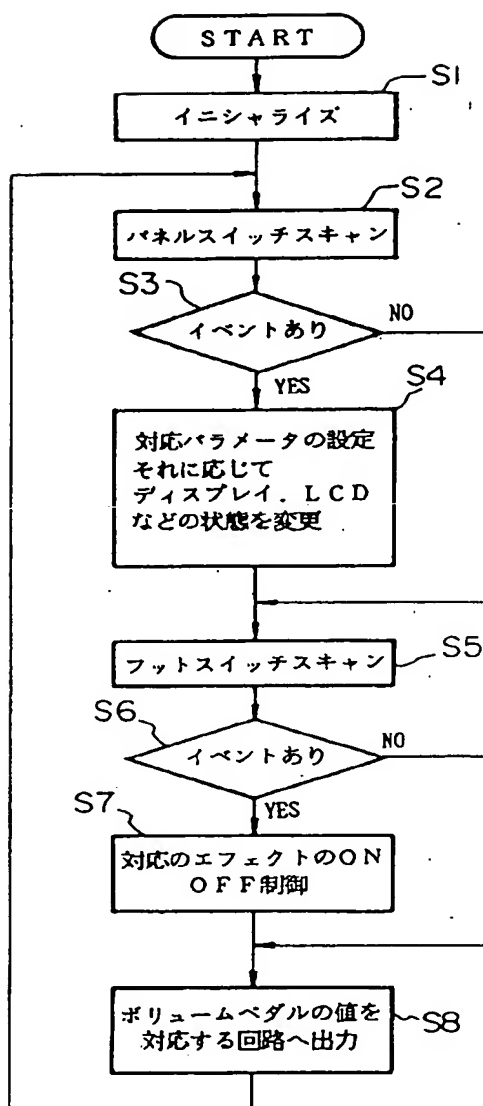 START
S1
イニシャライズ
S2
パネルスイッチスキャン
S3
イベントあり
NO
YES
S4
対応パラメータの設定
それに応じて
ディスプレイ．LCD
などの状態を変更
フットスイッチスキャン
S5
S6
イベントあり
NO
YES
S7
対応のエフェクトのON
OFF制御
ボリュームペダルの値を
対応する回路へ出力
S8